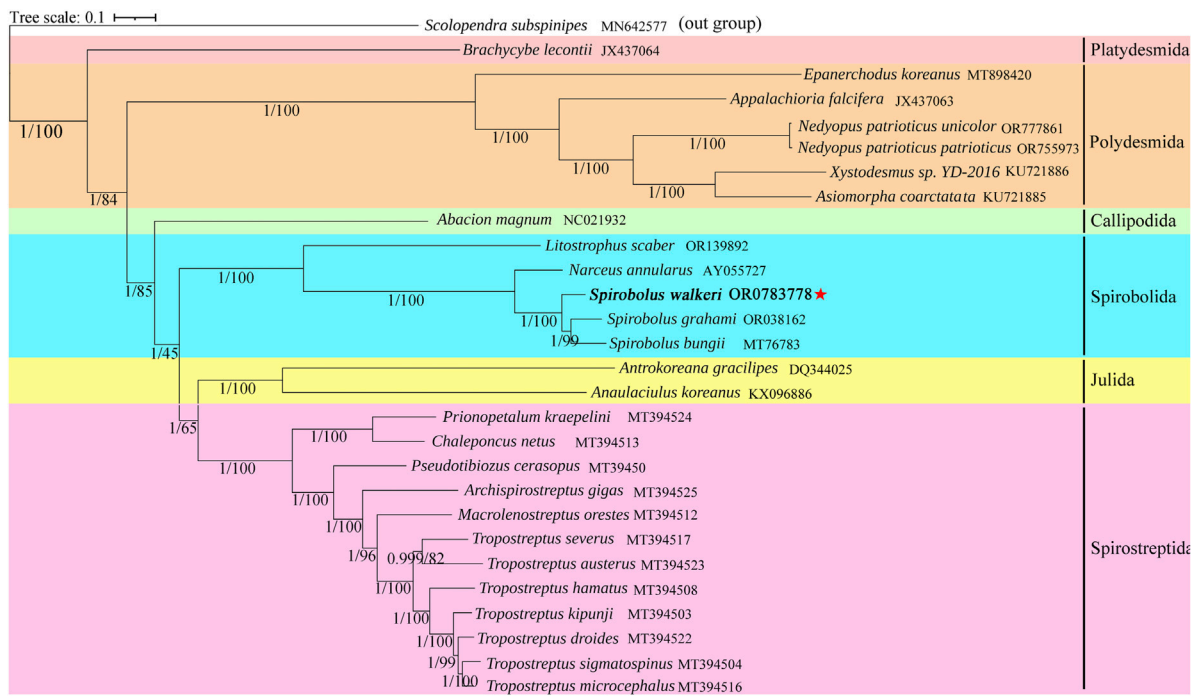 Tree scale: 0.1
Scolopendra subspinipes MN642577 (out group)
Brachycybe lecontii JX437064
Platydesmida
Epanerchodus koreanus MT898420
1/100
Appalachioria falcifera JX437063
1/100
Nedyopus patrioticus unicolor OR777861
1/100
1/100
Nedyopus patrioticus patrioticus OR755973
Polydesmida
1/100
Xystodesmus sp. YD-2016 KU721886
1/100
Asiomorpha coarctatata KU721885
1/84
Abacion magnum NC021932
Callipodida
Litostrophus scaber OR139892
1/100
Narceus annularus AY055727
1/85
1/100
Spirobolus walkeri OR0783778
Spirobolida
1/100
Spirobolus grahami OR038162
1/99
Spirobolus bungii MT76783
1/45
Antrokoreana gracilipes DQ344025
1/100
Julida
Anaulaciulus koreanus KX096886
Prionopetalum kraepelini MT394524
1/65
1/100
Chaleponcus netus MT394513
1/100
Pseudotibiozus cerasopus MT39450
Archispirostreptus gigas MT394525
1/100
Macrolenostreptus orestes MT394512
1/100
Tropostreptus severus MT394517
1/96
0.999/82
Spirostreptida
Tropostreptus austerus MT394523
1/100
Tropostreptus hamatus MT394508
1/100
Tropostreptus kipunji MT394503
1/100
Tropostreptus droides MT394522
1/99
Tropostreptus sigmatospinus MT394504
1/100
Tropostreptus microcephalus MT394516